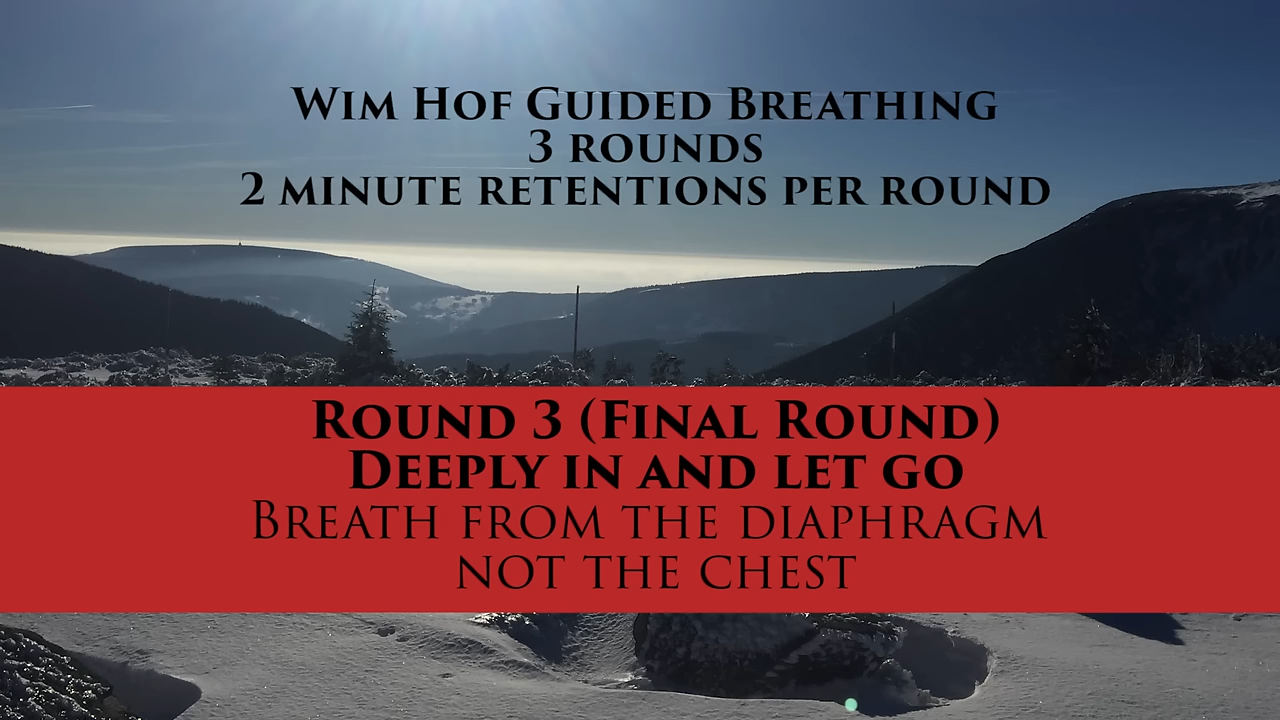 Wim Hof Guided Breathing
3 rounds
2 minute retentions per round
Round 3 (Final Round)
Deeply in and let go
Breath from the diaphragm
not the chest